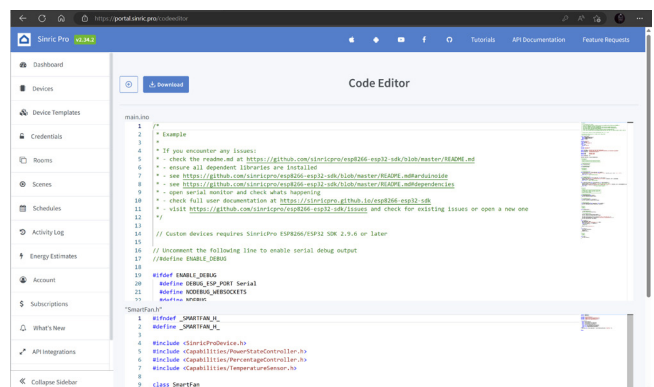 https://portal.sinric.pro/codeeditor
Sinric Pro v2.34.2
Tutorials API Documentation Feature Requests
Dashboard
Devices
Device Templates
Credentials
Rooms
Scenes
Schedules
Activity Log
Energy Estimates
Account
Subscriptions
What's New
API Integrations
Collapse Sidebar
Download
Code Editor
main.ino
1 /*
2 * Example
3 *
4 * If you encounter any issues:
5 * - check the readme.md at https://github.com/sinricpro/esp8266-esp32-sdk/blob/master/README.md
6 * - ensure all dependent libraries are installed
7 * - see https://github.com/sinricpro/esp8266-esp32-sdk/blob/master/README.md#arduinoide
8 * - see https://github.com/sinricpro/esp8266-esp32-sdk/blob/master/README.md#dependencies
9 * - open serial monitor and check whats happening
10 * - check full user documentation at https://sinricpro.github.io/esp8266-esp32-sdk
11 * - visit https://github.com/sinricpro/esp8266-esp32-sdk/issues and check for existing issues or open a new one
12 */
13
14 // Custom devices requires SinricPro ESP8266/ESP32 SDK 2.9.6 or later
15
16 // Uncomment the following line to enable serial debug output
17 //#define ENABLE_DEBUG
18
19 #ifdef ENABLE_DEBUG
20 #define DEBUG_ESP_PORT Serial
21 #define NODEBUG_WEBSOCKETS
22 #define NDEBUG
"SmartFan.h"
1 #ifndef _SMARTFAN_H_
2 #define _SMARTFAN_H_
3
4 #include <SinricProDevice.h>
5 #include <Capabilities/PowerStateController.h>
6 #include <Capabilities/PercentageController.h>
7 #include <Capabilities/TemperatureSensor.h>
8
9 class SmartFan